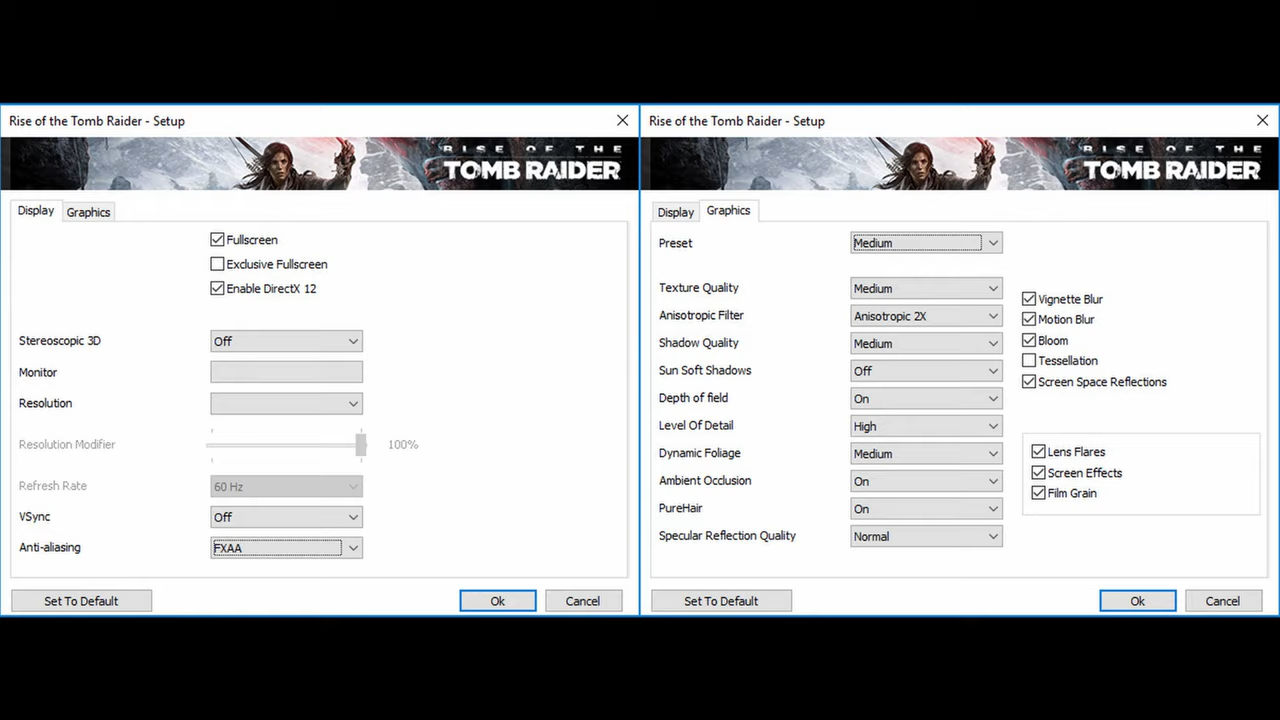 Rise of the Tomb Raider - Setup
RISE OF THE
TOMB RAIDER
Display
Graphics
Fullscreen
Exclusive Fullscreen
Enable DirectX 12
Stereoscopic 3D Off
Monitor
Resolution
Resolution Modifier 100%
Refresh Rate 60 Hz
VSync Off
Anti-aliasing FXAA
Set To Default
Ok
Cancel
Rise of the Tomb Raider - Setup
RISE OF THE
TOMB RAIDER
Display
Graphics
Preset Medium
Texture Quality Medium
Anisotropic Filter Anisotropic 2X
Shadow Quality Medium
Sun Soft Shadows Off
Depth of field On
Level Of Detail High
Dynamic Foliage Medium
Ambient Occlusion On
PureHair On
Specular Reflection Quality Normal
Vignette Blur
Motion Blur
Bloom
Tessellation
Screen Space Reflections
Lens Flares
Screen Effects
Film Grain
Set To Default
Ok
Cancel